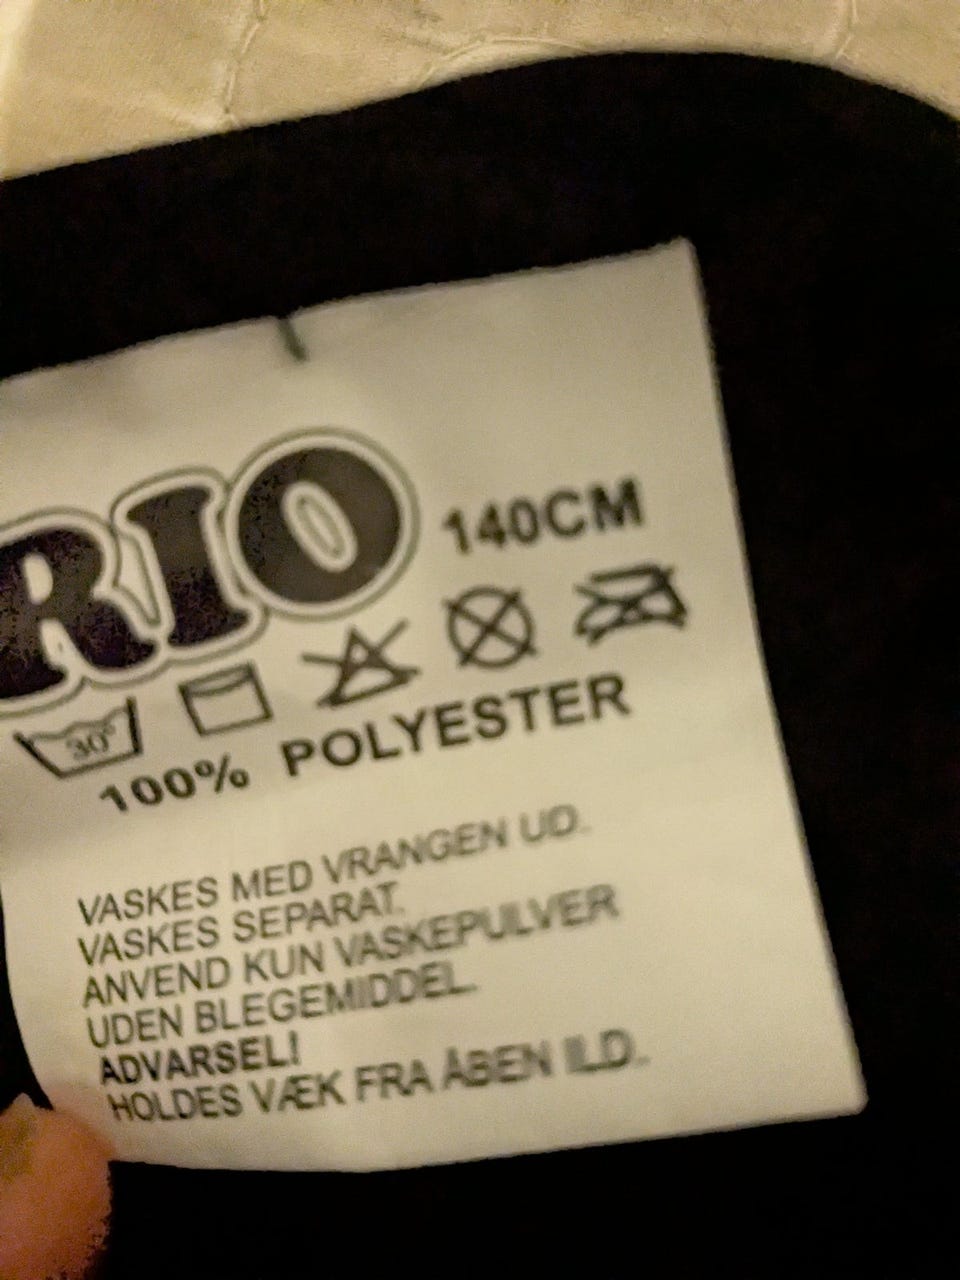 RIO 140CM
30°
100% POLYESTER
VASKES MED VRANGEN UD.
VASKES SEPARAT.
ANVEND KUN VASKEPULVER
UDEN BLEGEMIDDEL.
ADVARSEL!
HOLDES VÆK FRA ÅBEN ILD.